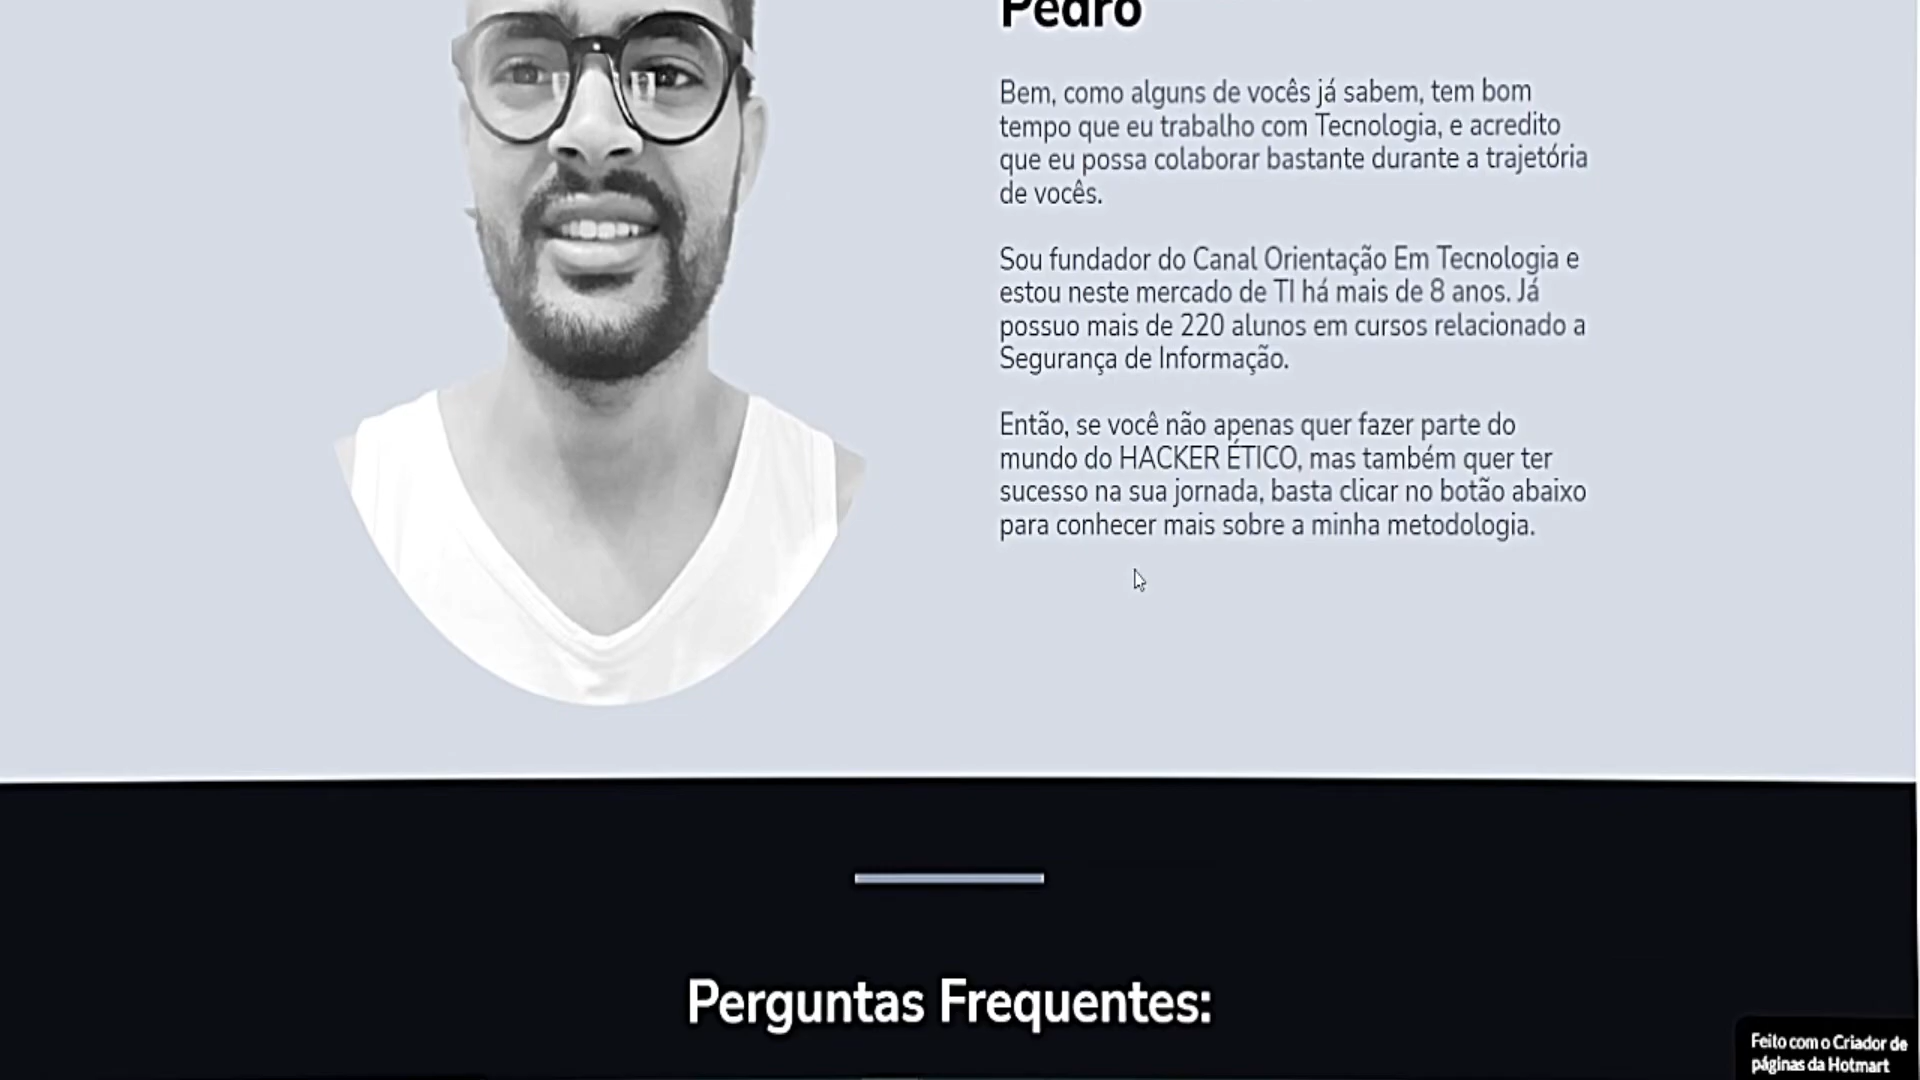 Pedro
Bem, como alguns de vocês já sabem, tem bom
tempo que eu trabalho com Tecnologia, e acredito
que eu possa colaborar bastante durante a trajetória
de vocês.
Sou fundador do Canal Orientação Em Tecnologia e
estou neste mercado de TI há mais de 8 anos. Já
possuo mais de 220 alunos em cursos relacionado a
Segurança de Informação.
Então, se você não apenas quer fazer parte do
mundo do HACKER ÉTICO, mas também quer ter
sucesso na sua jornada, basta clicar no botão abaixo
para conhecer mais sobre a minha metodologia.
Perguntas Frequentes:
Feito com o Criador de
páginas da Hotmart